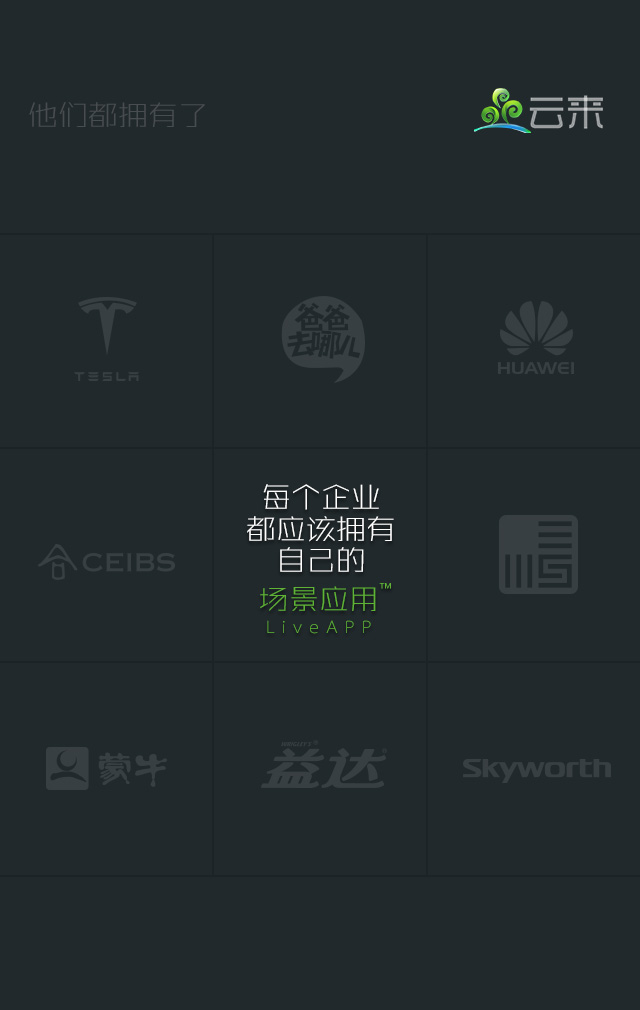 他们都拥有了
云来
TESLA
爸爸
去哪儿
HUAWEI
CEIBS
每个企业
都应该拥有
自己的
场景应用™
LiveAPP
蒙牛
益达
Skyworth